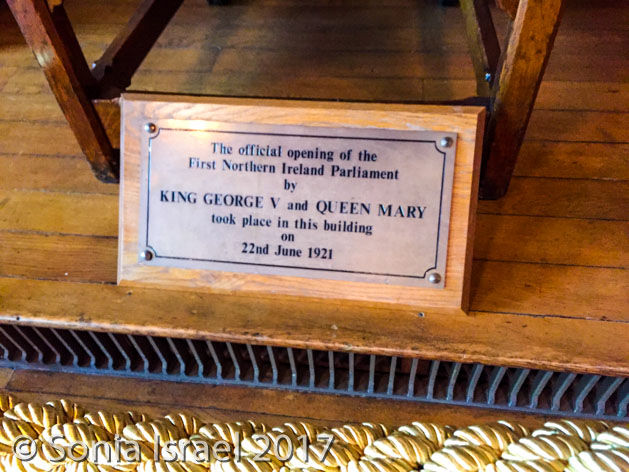 The official opening of the
First Northern Ireland Parliament
by
KING GEORGE V and QUEEN MARY
took place in this building
on
22nd June 1921
© Sonia Israel 2017